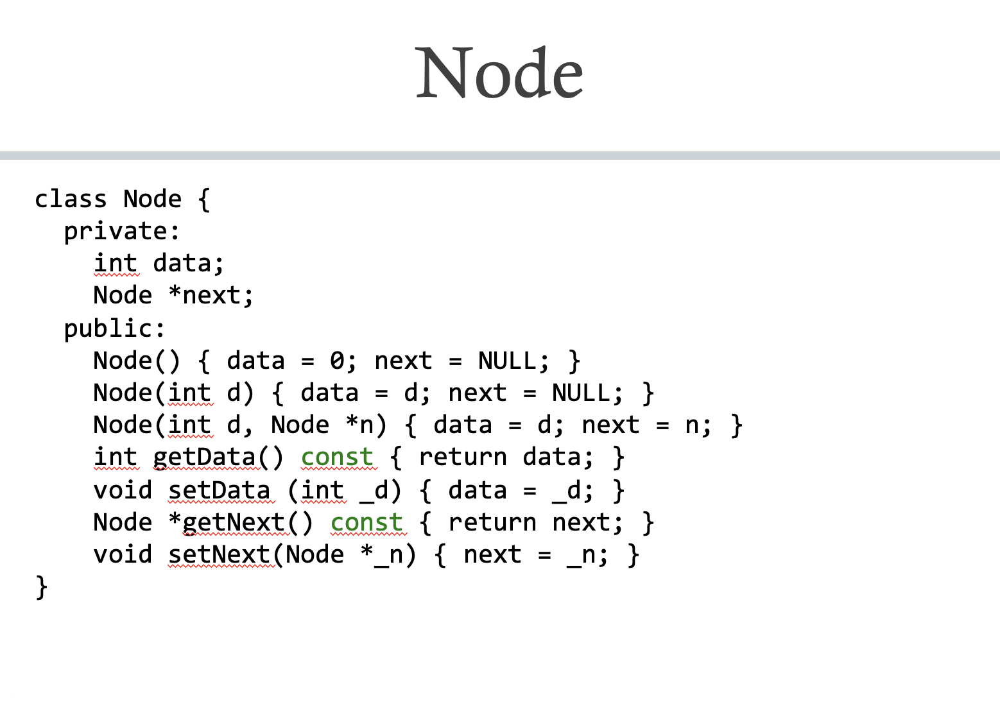 Node
class Node {
  private:
    int data;
    Node *next;
  public:
    Node() { data = 0; next = NULL; }
    Node(int d) { data = d; next = NULL; }
    Node(int d, Node *n) { data = d; next = n; }
    int getData() const { return data; }
    void setData (int _d) { data = _d; }
    Node *getNext() const { return next; }
    void setNext(Node *_n) { next = _n; }
}